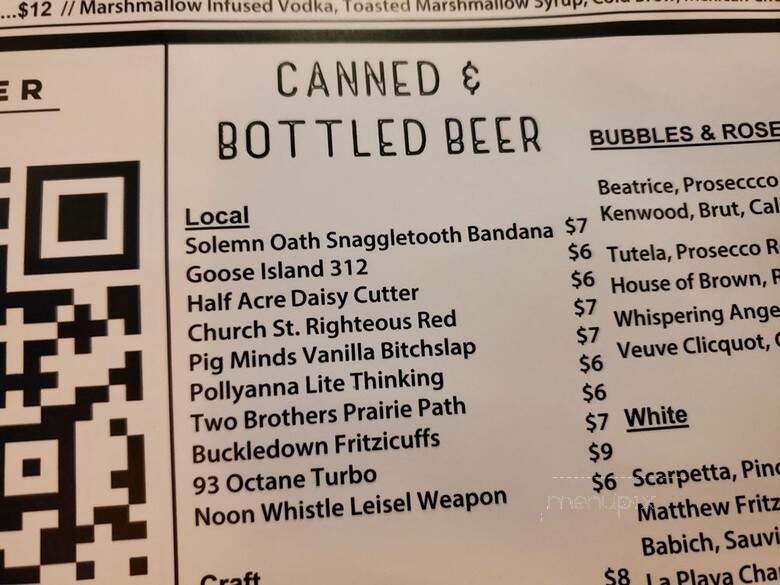 ...$12 // Marshmallow Infused Vodka, Toasted Marshmallow Syrup, Cold
ER
CANNED &
BOTTLED BEER
Local
Solemn Oath Snaggletooth Bandana $7
Goose Island 312 $6
Half Acre Daisy Cutter $6
Church St. Righteous Red $7
Pig Minds Vanilla Bitchslap $7
Pollyanna Lite Thinking $6
Two Brothers Prairie Path $6
Buckledown Fritzicuffs $7
93 Octane Turbo $9
Noon Whistle Leisel Weapon $6
Craft
$8
BUBBLES & ROSE
Beatrice, Proseccco
Kenwood, Brut, Cal
Tutela, Prosecco R
House of Brown, R
Whispering Ange
Veuve Clicquot,
White
Scarpetta, Pino
Matthew Fritz
Babich, Sauvi
La Playa Cha
menupix